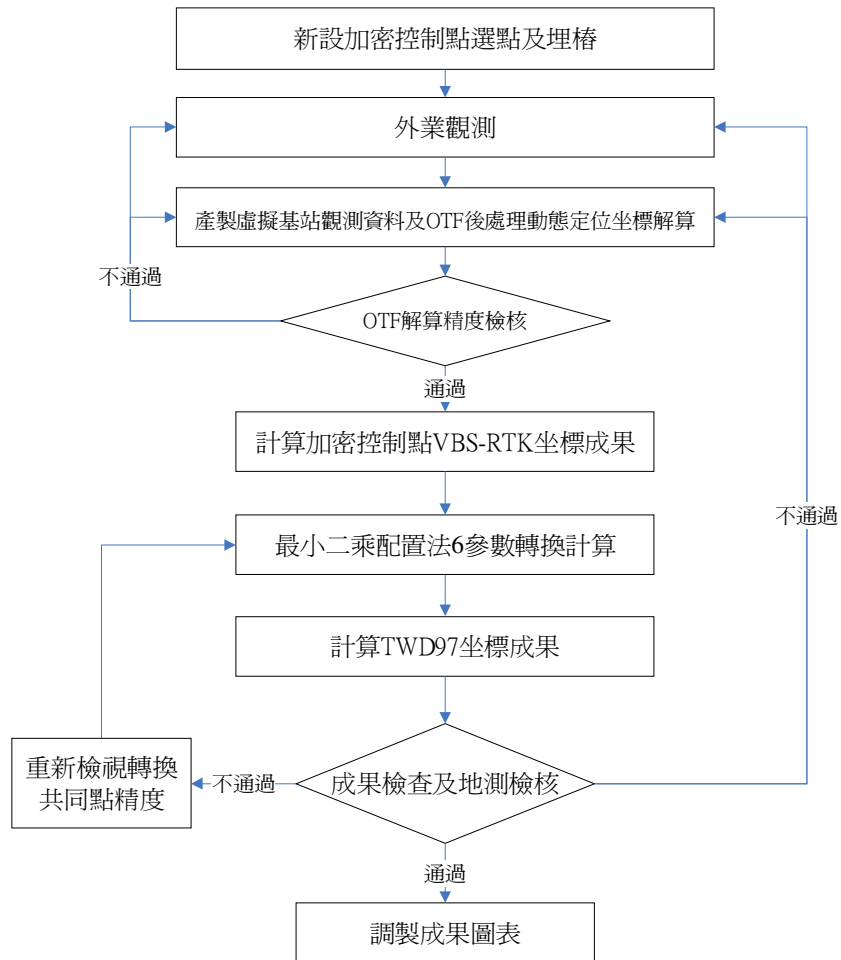 新設加密控制點選點及埋樁
外業觀測
產製虛擬基站觀測資料及OTF後處理動態定位坐標解算
不通過
OTF解算精度檢核
通過
計算加密控制點VBS-RTK坐標成果
不通過
最小二乘配置法6參數轉換計算
計算TWD97坐標成果
重新檢視轉換
共同點精度
不通過
成果檢查及地測檢核
通過
調製成果圖表